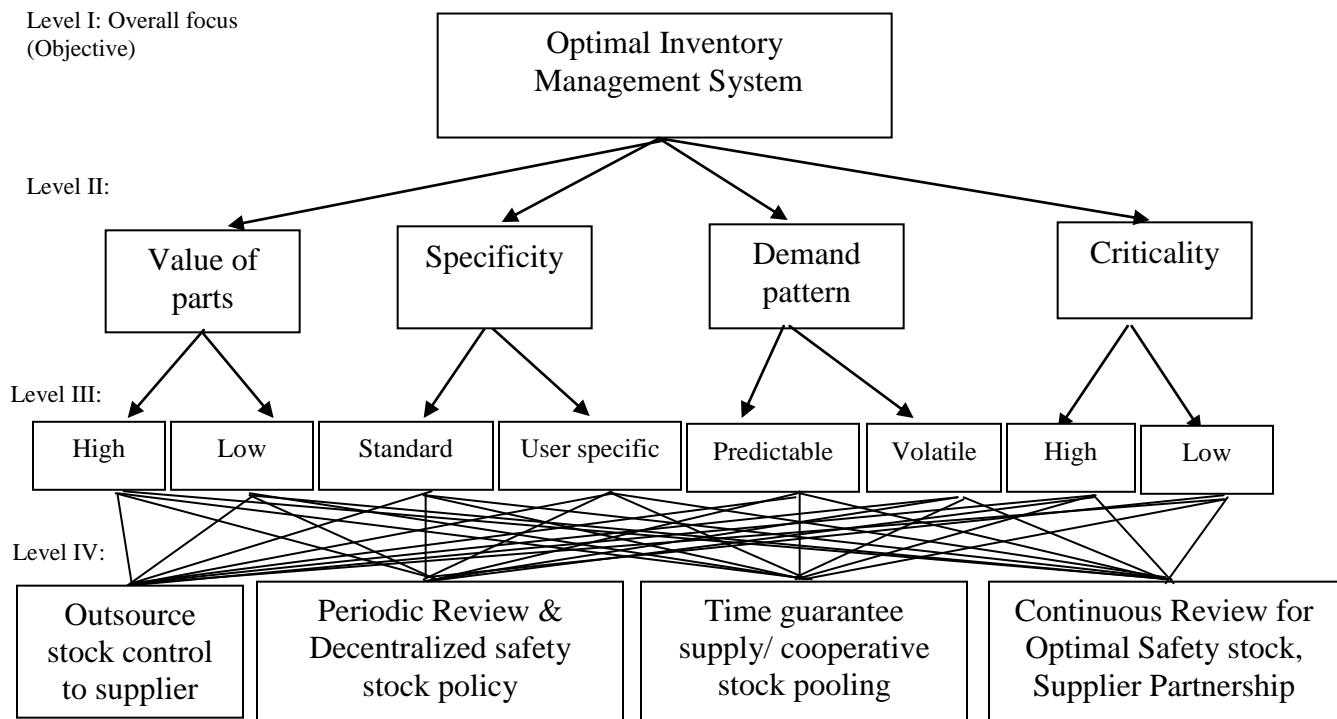 Level I: Overall focus
(Objective)
Optimal Inventory
Management System
Level II:
Value of
parts
Specificity
Demand
pattern
Criticality
Level III:
High
Low
Standard
User specific
Predictable
Volatile
High
Low
Level IV:
Outsource
stock control
to supplier
Periodic Review &
Decentralized safety
stock policy
Time guarantee
supply/ cooperative
stock pooling
Continuous Review for
Optimal Safety stock,
Supplier Partnership